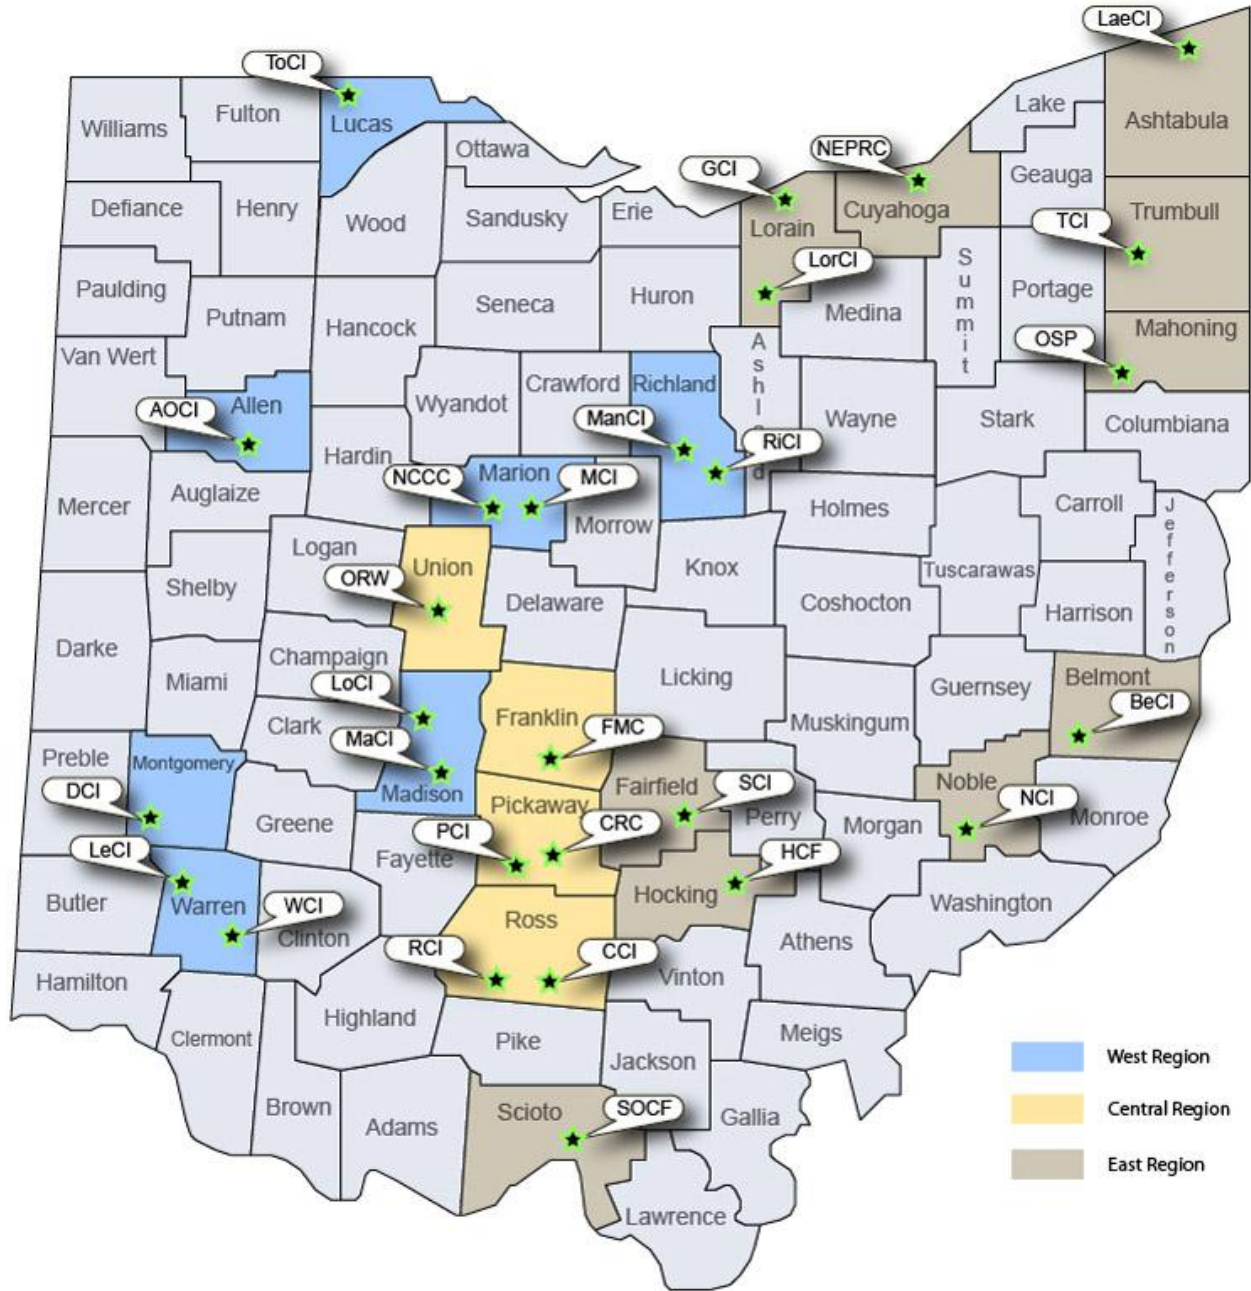 LaeCI
ToCI
Lake
Williams
Fulton
Lucas
Ashtabula
Ottawa
NEPRC
GCI
Geauga
Defiance
Henry
Wood
Sandusky
Erie
Lorain
Cuyahoga
Trumbull
TCI
LorCI
Summit
Paulding
Putnam
Hancock
Seneca
Huron
Medina
Portage
Mahoning
OSP
Van Wert
Wyandot
Crawford
Richland
Ashland
AOCI
Allen
ManCI
RiCI
Wayne
Stark
Columbiana
Hardin
NCCC
Marion
MCI
Mercer
Auglaize
Morrow
Holmes
Carroll
Jefferson
Logan
Union
ORW
Knox
Tuscarawas
Shelby
Delaware
Coshocton
Harrison
Darke
Champaign
Miami
LoCI
Licking
Guernsey
Belmont
BeCI
Clark
Franklin
FMC
Muskingum
MaCI
Preble
Montgomery
DCI
Madison
Pickaway
Fairfield
SCI
Perry
Noble
NCI
Monroe
Greene
PCI
CRC
Morgan
LeCI
Fayette
HCF
Butler
Warren
WCI
Clinton
Ross
Hocking
Washington
RCI
CCI
Athens
Hamilton
Vinton
Clermont
Highland
Pike
Jackson
Meigs
West Region
Brown
Adams
Scioto
SOCF
Gallia
Central Region
East Region
Lawrence